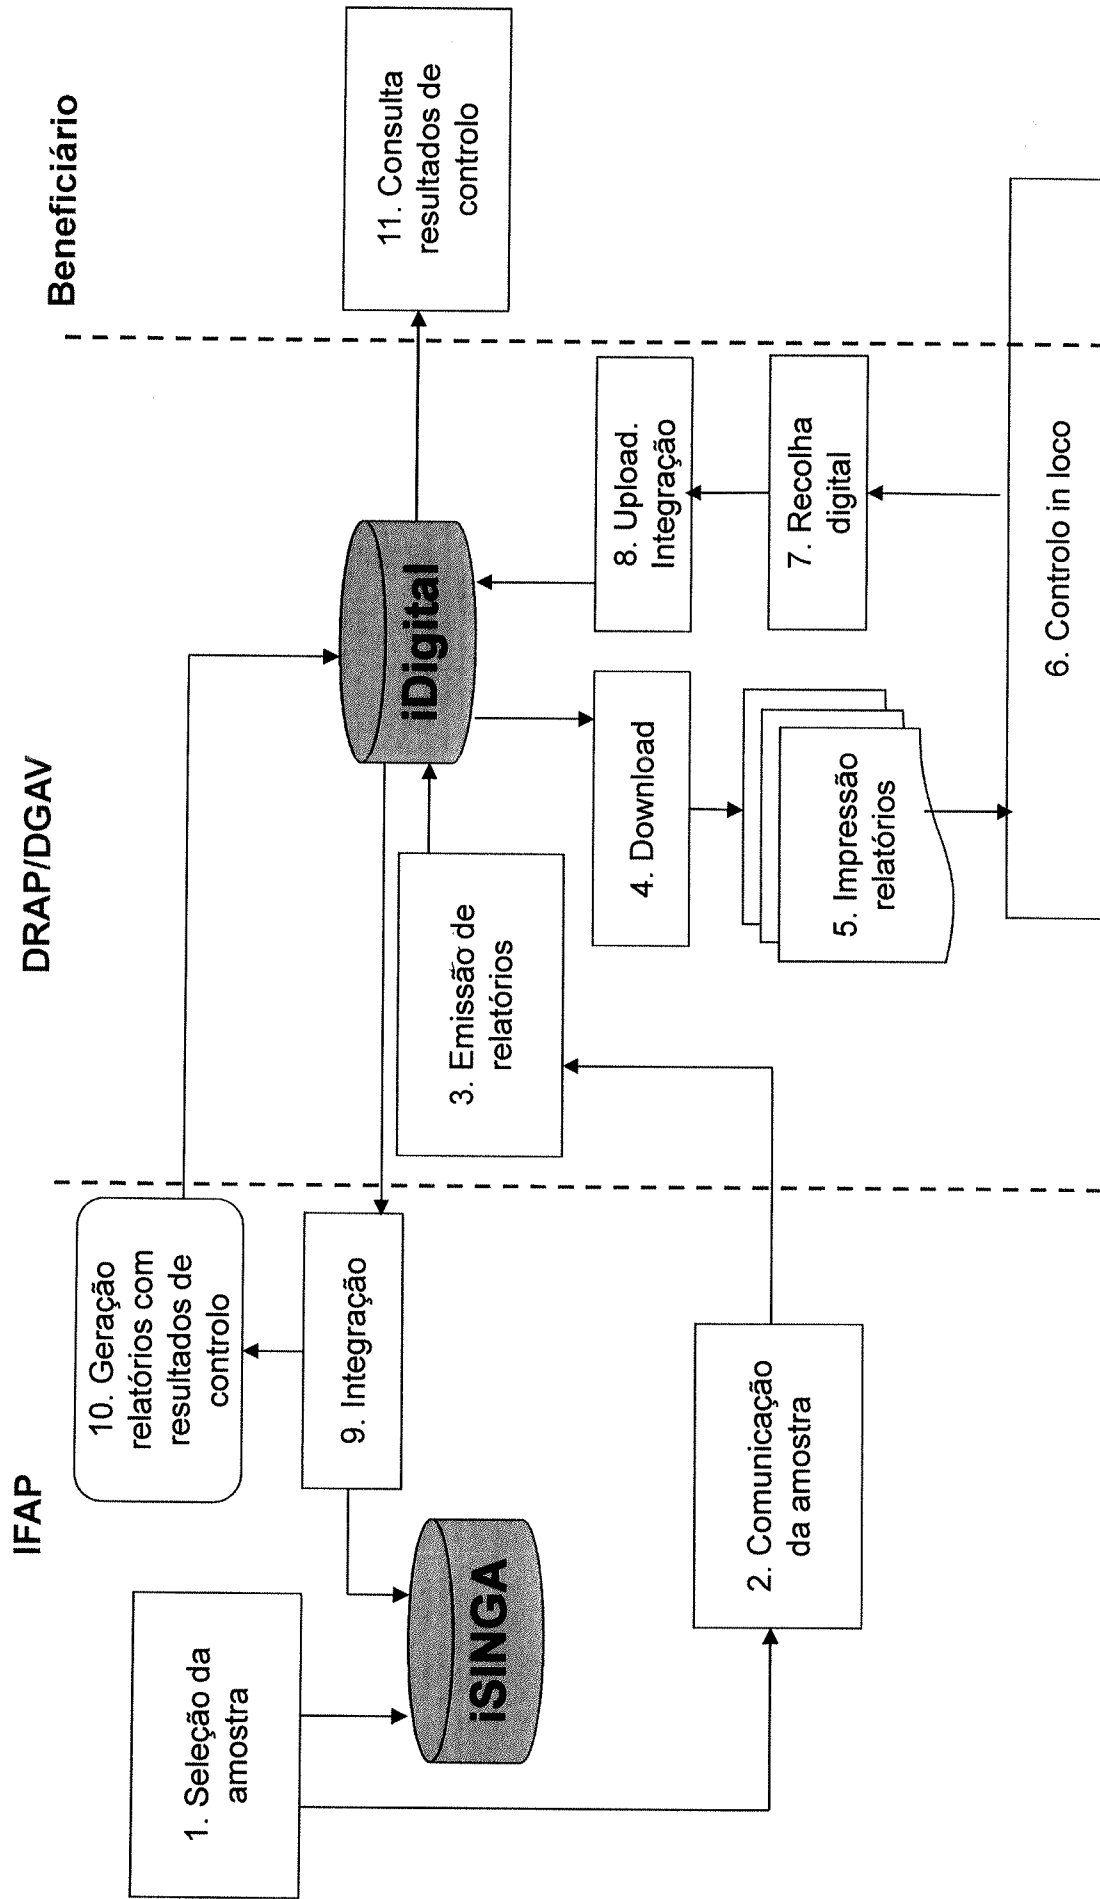 IFAP
DRAP/DGAV
Beneficiário
1. Seleção da
amostra
iSINGA
2. Comunicação
da amostra
3. Emissão de
relatórios
iDigital
4. Download
5. Impressão
relatórios
6. Controlo in loco
7. Recolha
digital
8. Upload.
Integração
9. Integração
10. Geração
relatórios com
resultados de
controlo
11. Consulta
resultados de
controlo